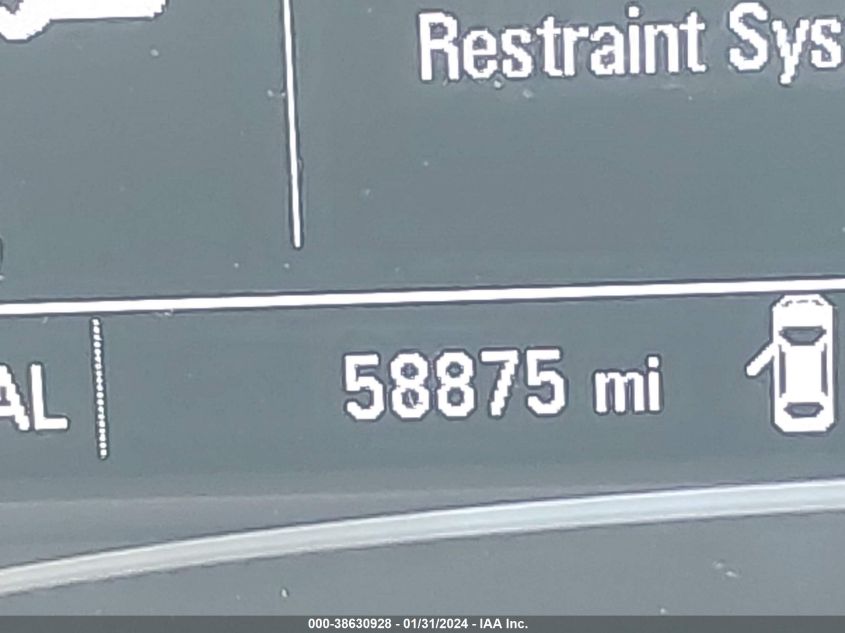 Restraint Sys
AL
58875 mi
000-38630928 - 01/31/2024 - IAA Inc.